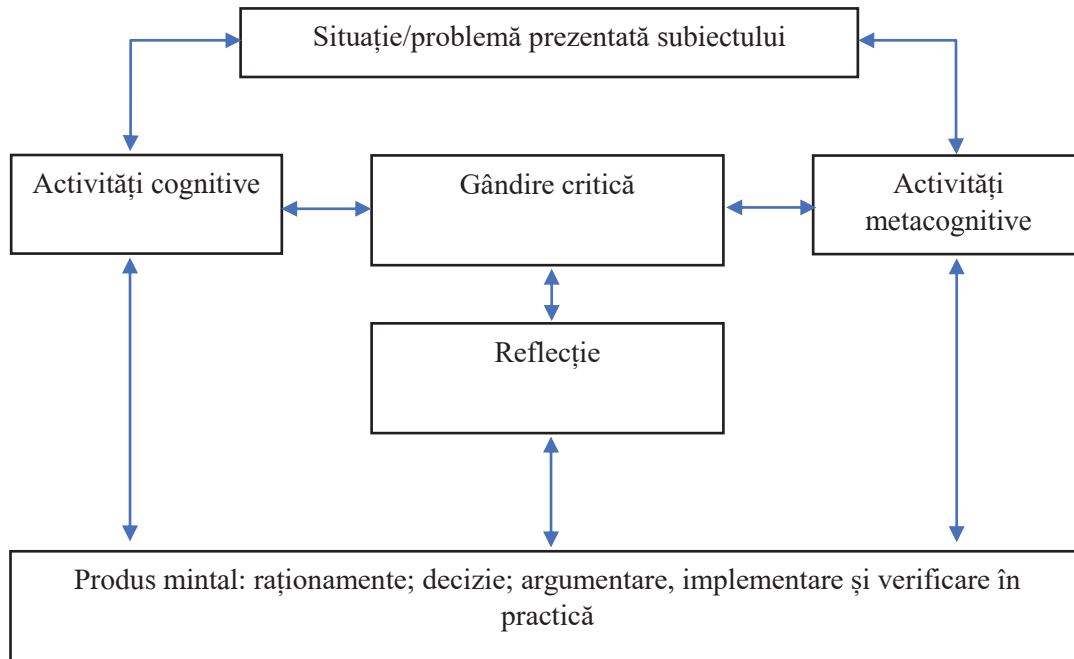 Situație/problemă prezentată subiectului
Activități cognitive
Gândire critică
Activități
metacognitive
Reflecție
Produs mintal: raționamente; decizie; argumentare, implementare și verificare în
practică